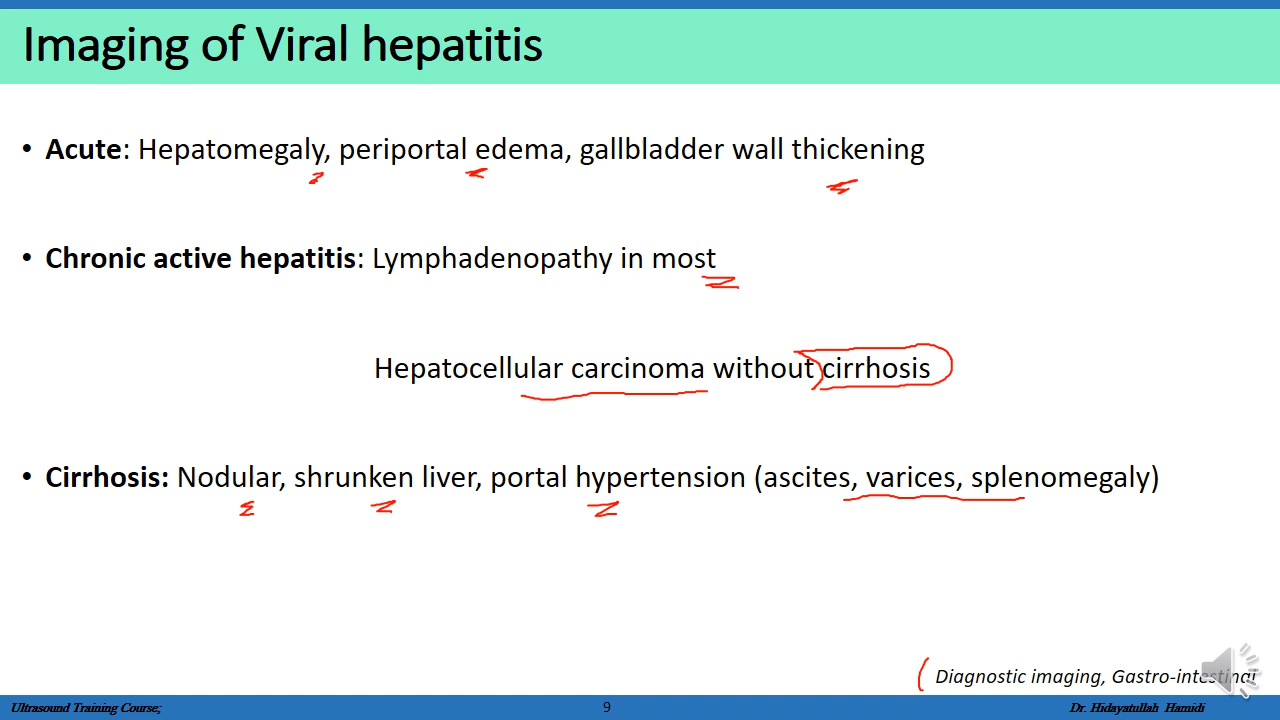 Imaging of Viral hepatitis
• Acute: Hepatomegaly, periportal edema, gallbladder wall thickening
• Chronic active hepatitis: Lymphadenopathy in most
Hepatocellular carcinoma without cirrhosis
• Cirrhosis: Nodular, shrunken liver, portal hypertension (ascites, varices, splenomegaly)
Diagnostic imaging, Gastro-intestinal
Ultrasound Training Course; 9 Dr. Hidayatullah Hamidi